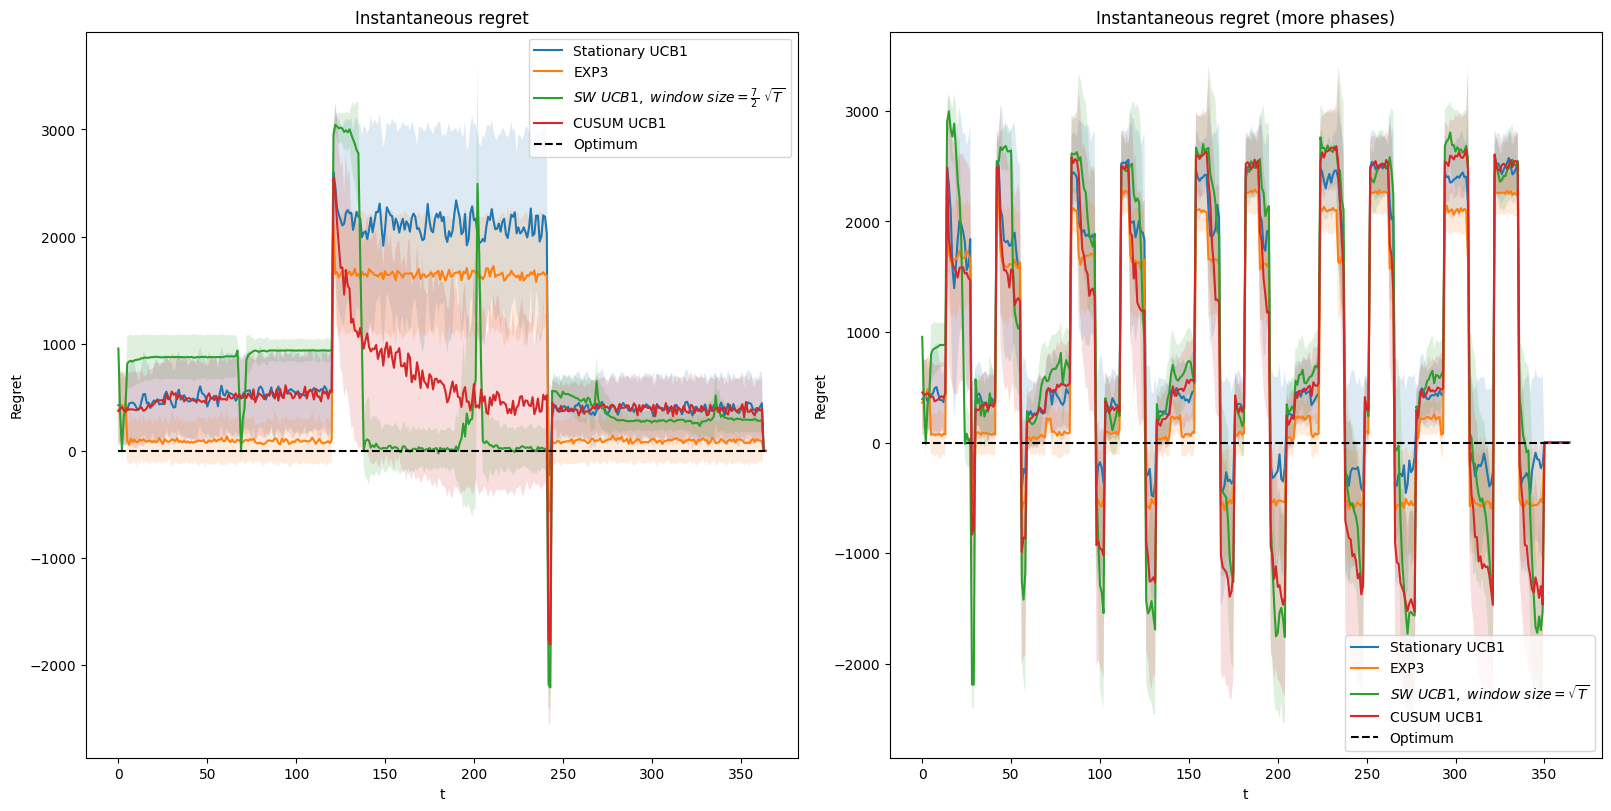 Instantaneous regret
Stationary UCB1
EXP3
SW UCB1, window size = 7/2 √T
CUSUM UCB1
Optimum
3000
2000
1000
0
−1000
−2000
Regret
0 50 100 150 200 250 300 350
t
Instantaneous regret (more phases)
3000
2000
1000
0
−1000
−2000
Regret
Stationary UCB1
EXP3
SW UCB1, window size = √T
CUSUM UCB1
Optimum
0 50 100 150 200 250 300 350
t